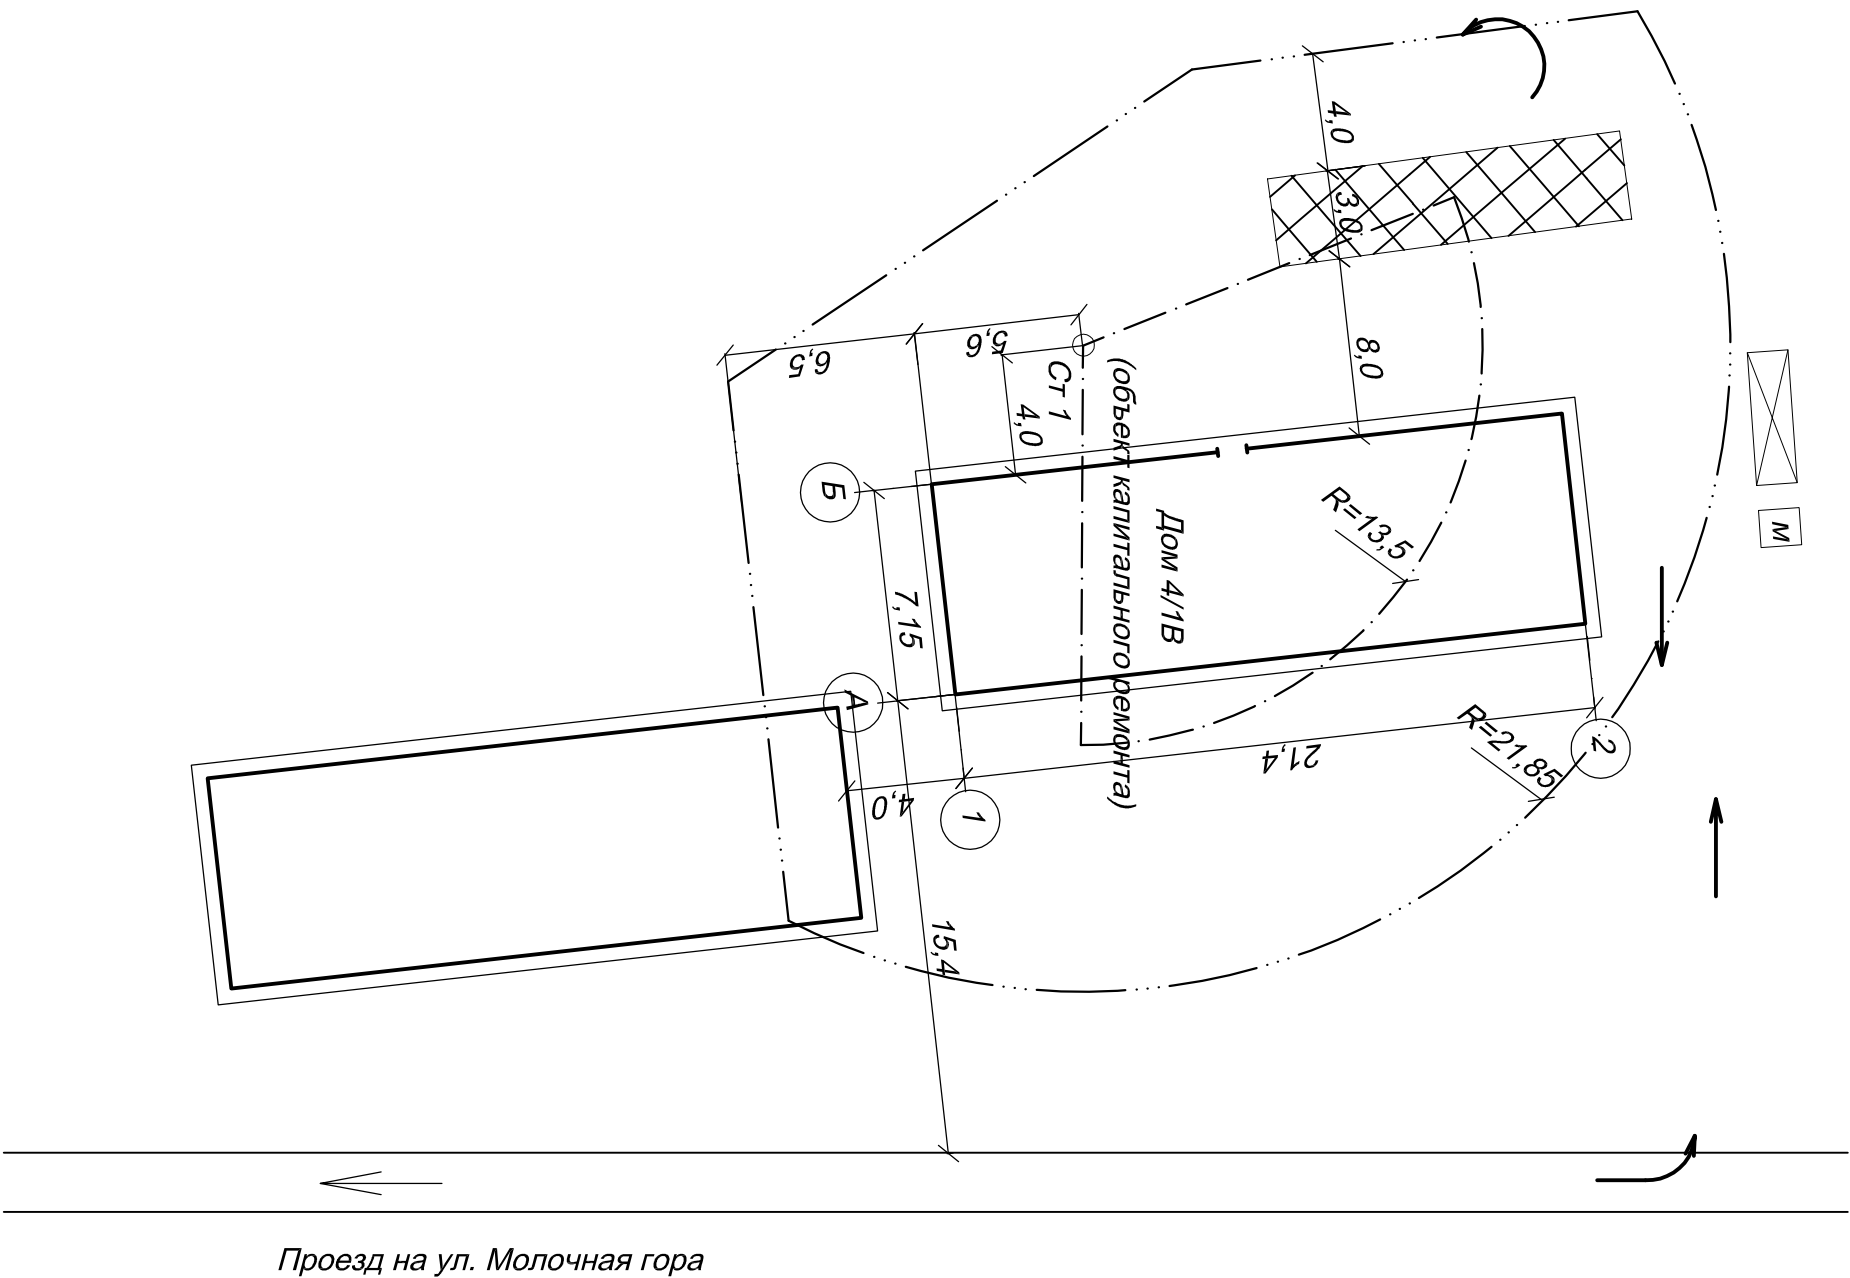 4,0
3,0
8,0
6,5
5,6
Ст 1
4,0
(объект капитального ремонта)
Дом 4/1В
Б
R=13,5
м
7,15
А
R=21,85
2
21,4
4,0
1
15,4
Проезд на ул. Молочная гора